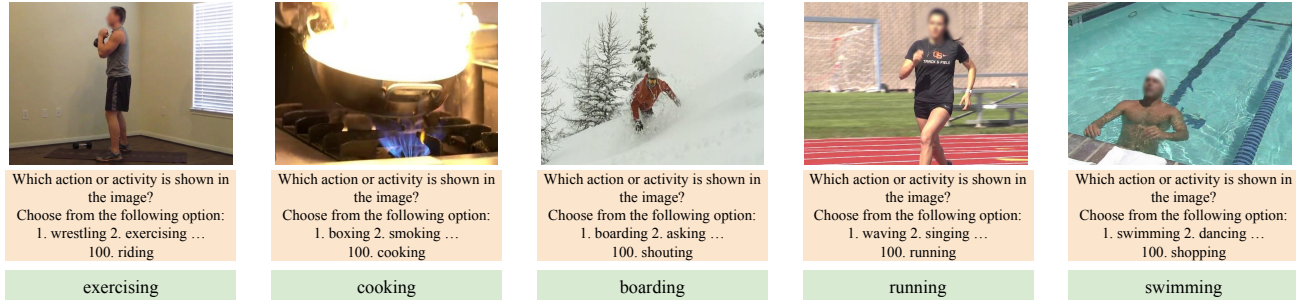 Which action or activity is shown in
the image?
Choose from the following option:
1. wrestling 2. exercising …
100. riding
exercising
Which action or activity is shown in
the image?
Choose from the following option:
1. boxing 2. smoking …
100. cooking
cooking
Which action or activity is shown in
the image?
Choose from the following option:
1. boarding 2. asking …
100. shouting
boarding
TRACK & FIELD
Which action or activity is shown in
the image?
Choose from the following option:
1. waving 2. singing …
100. running
running
Which action or activity is shown in
the image?
Choose from the following option:
1. swimming 2. dancing …
100. shopping
swimming